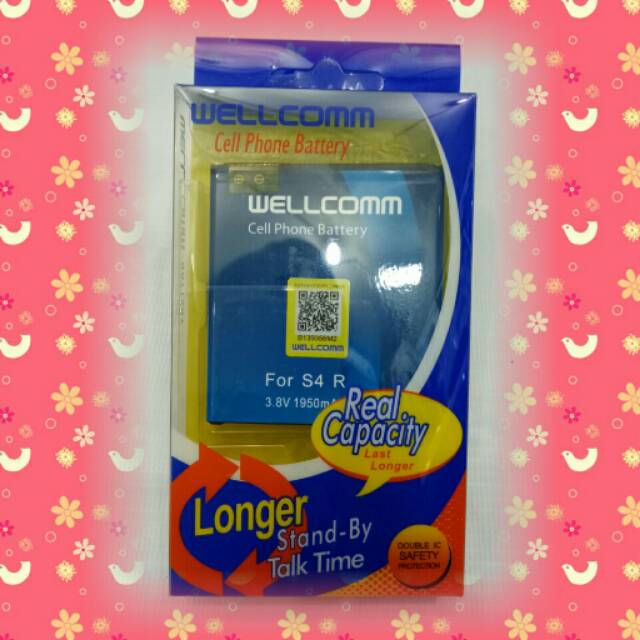 WELLCOMM
Cell Phone Battery
WELLCOMM
Cell Phone Battery
WELLCOMM
For S4 R
3.8V 1950m
Real
Capacity
Last
Longer
Longer
Stand-By
Talk Time
DOUBLE IC
SAFETY
PROTECTION